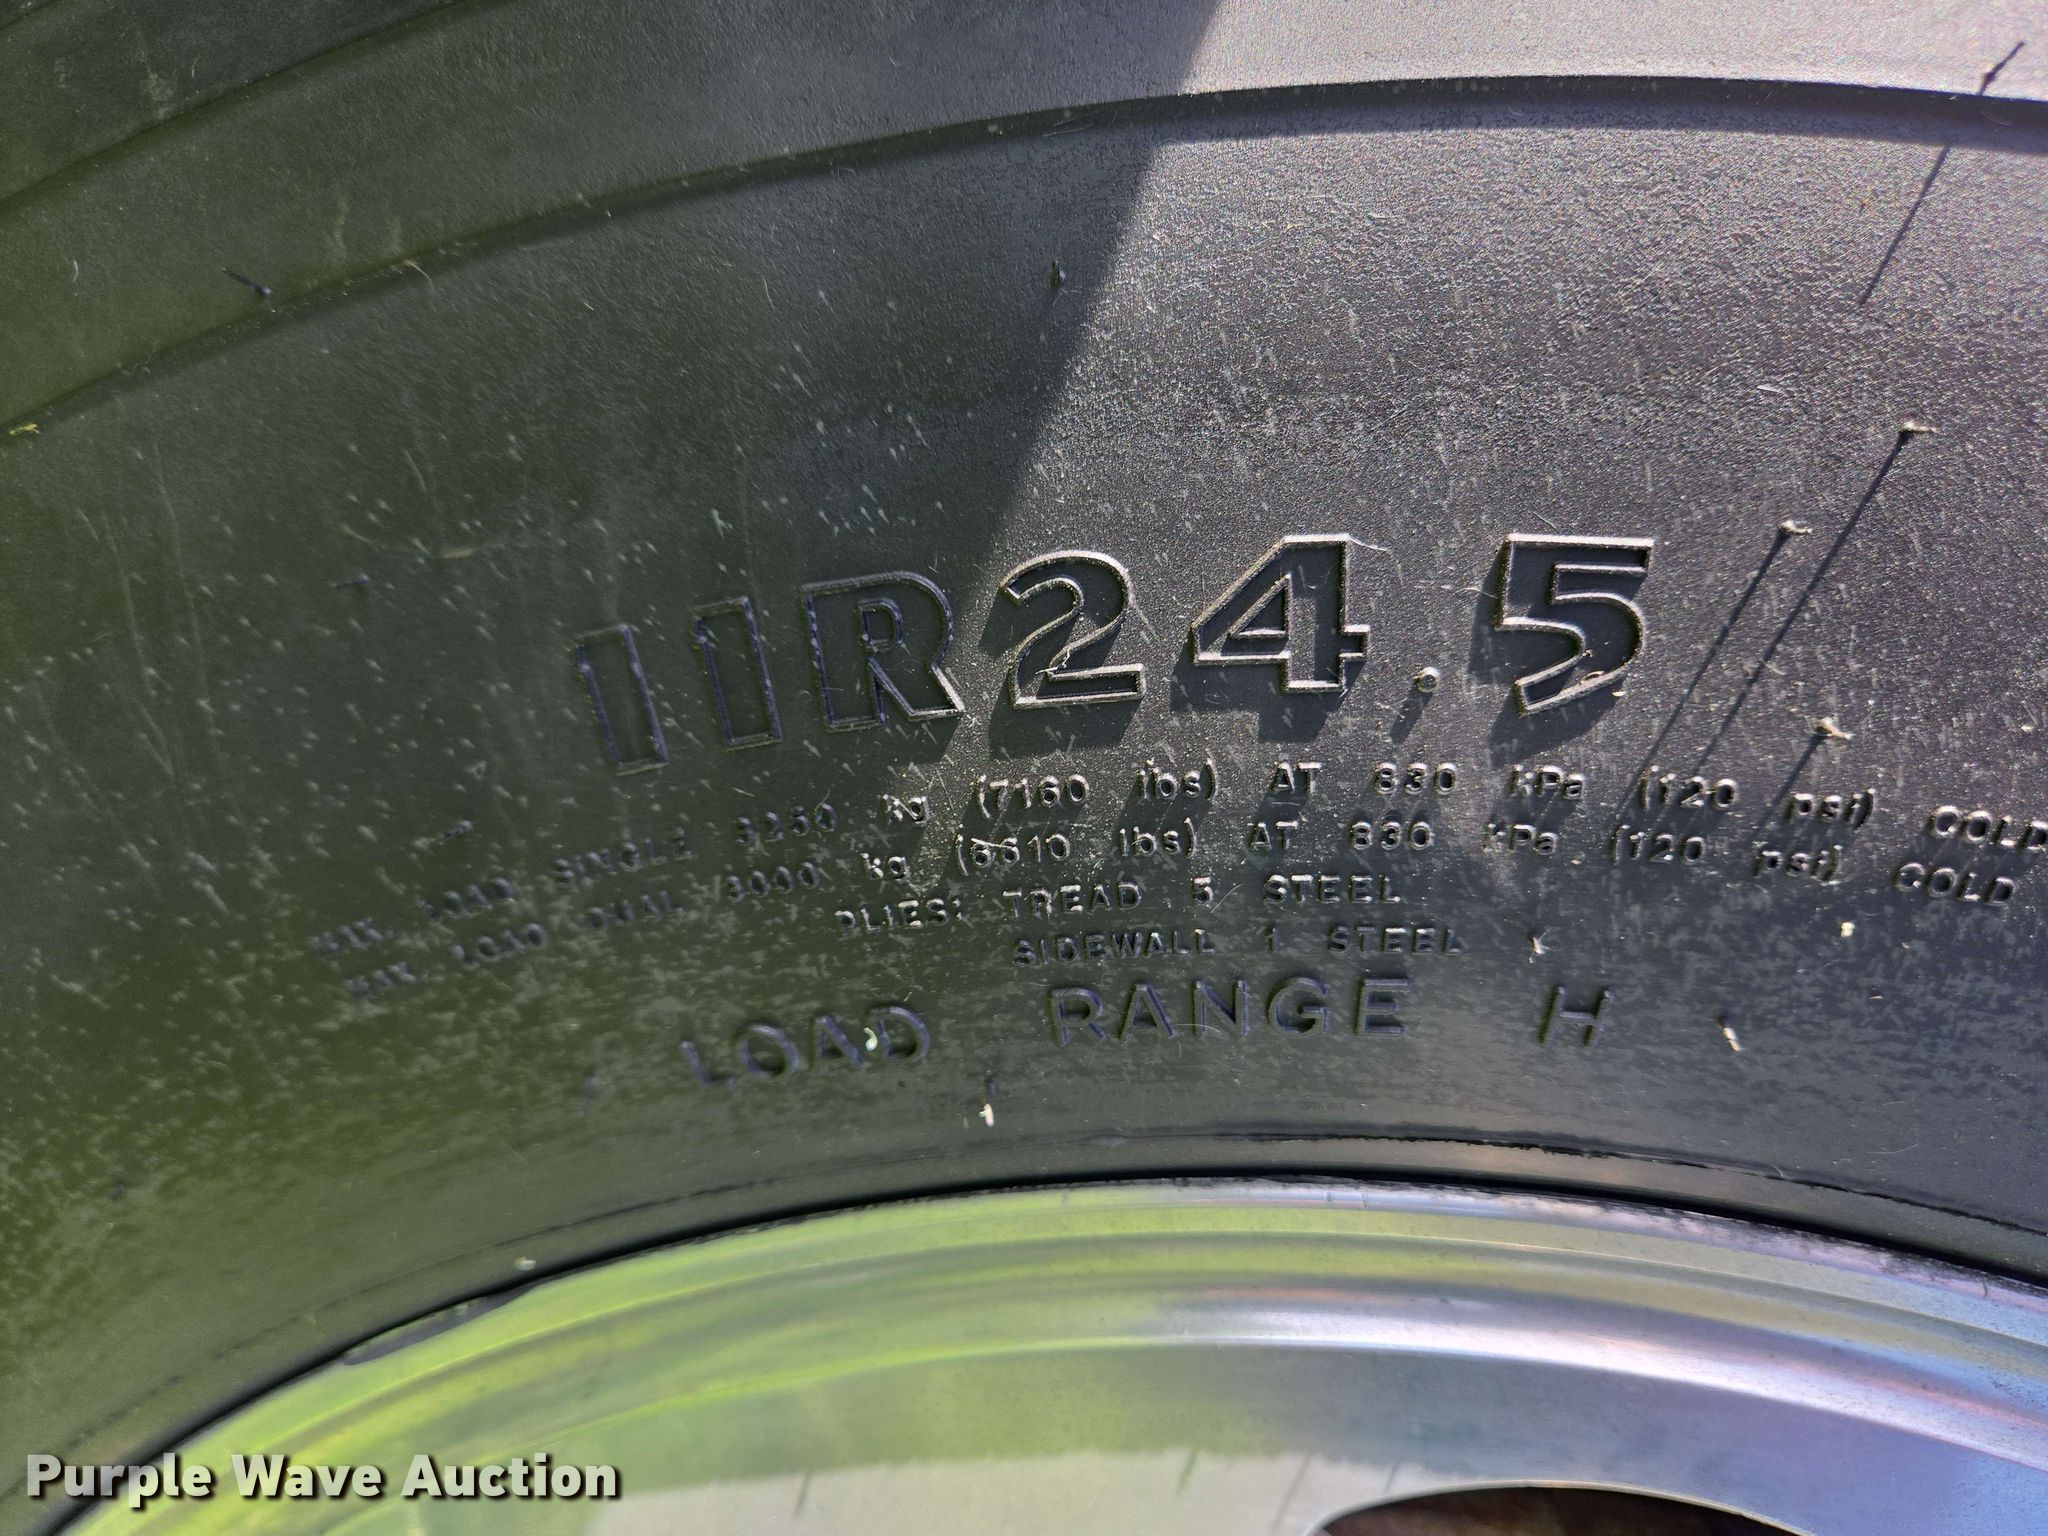 11R24.5
MAX. LOAD SINGLE 3250 kg (7160 lbs) AT 830 kPa (120 psi) COLD
MAX. LOAD DUAL 3000 kg (6610 lbs) AT 830 kPa (120 psi) COLD
PLIES: TREAD 5 STEEL
SIDEWALL 1 STEEL
LOAD RANGE H
Purple Wave Auction